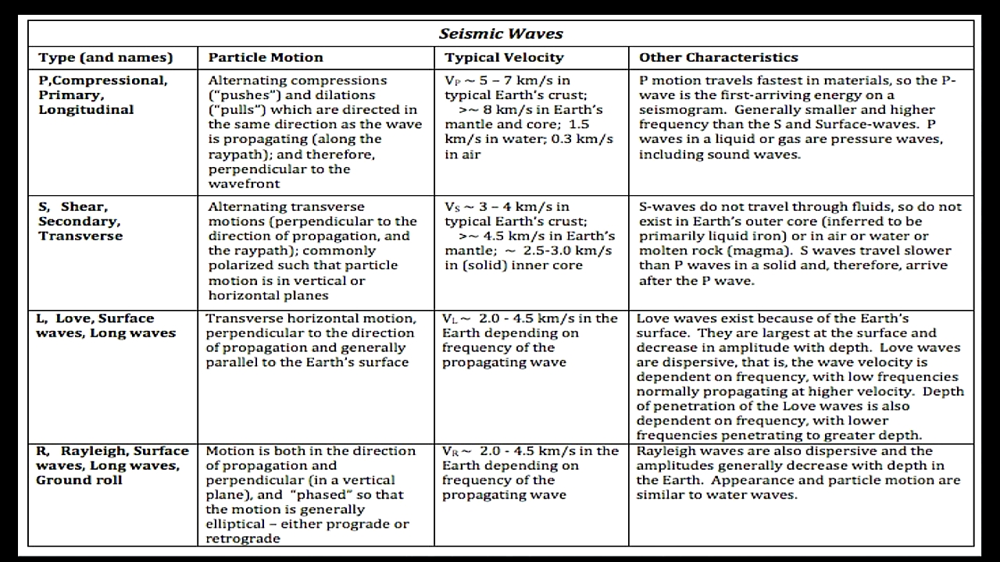 Seismic Waves
Type (and names)
Particle Motion
Typical Velocity
Other Characteristics
P,Compressional,
Primary,
Longitudinal
Alternating compressions
("pushes") and dilations
("pulls") which are directed in
the same direction as the wave
is propagating (along the
raypath); and therefore,
perpendicular to the
wavefront
VP ~ 5 – 7 km/s in
typical Earth's crust;
>~ 8 km/s in Earth's
mantle and core; 1.5
km/s in water; 0.3 km/s
in air
P motion travels fastest in materials, so the P-
wave is the first-arriving energy on a
seismogram. Generally smaller and higher
frequency than the S and Surface-waves. P
waves in a liquid or gas are pressure waves,
including sound waves.
S, Shear,
Secondary,
Transverse
Alternating transverse
motions (perpendicular to the
direction of propagation, and
the raypath); commonly
polarized such that particle
motion is in vertical or
horizontal planes
VS ~ 3 – 4 km/s in
typical Earth's crust;
>~ 4.5 km/s in Earth's
mantle; ~ 2.5-3.0 km/s
in (solid) inner core
S-waves do not travel through fluids, so do not
exist in Earth's outer core (inferred to be
primarily liquid iron) or in air or water or
molten rock (magma). S waves travel slower
than P waves in a solid and, therefore, arrive
after the P wave.
L, Love, Surface
waves, Long waves
Transverse horizontal motion,
perpendicular to the direction
of propagation and generally
parallel to the Earth's surface
VL ~ 2.0 - 4.5 km/s in the
Earth depending on
frequency of the
propagating wave
Love waves exist because of the Earth's
surface. They are largest at the surface and
decrease in amplitude with depth. Love waves
are dispersive, that is, the wave velocity is
dependent on frequency, with low frequencies
normally propagating at higher velocity. Depth
of penetration of the Love waves is also
dependent on frequency, with lower
frequencies penetrating to greater depth.
R, Rayleigh, Surface
waves, Long waves,
Ground roll
Motion is both in the direction
of propagation and
perpendicular (in a vertical
plane), and "phased" so that
the motion is generally
elliptical – either prograde or
retrograde
VR ~ 2.0 - 4.5 km/s in the
Earth depending on
frequency of the
propagating wave
Rayleigh waves are also dispersive and the
amplitudes generally decrease with depth in
the Earth. Appearance and particle motion are
similar to water waves.